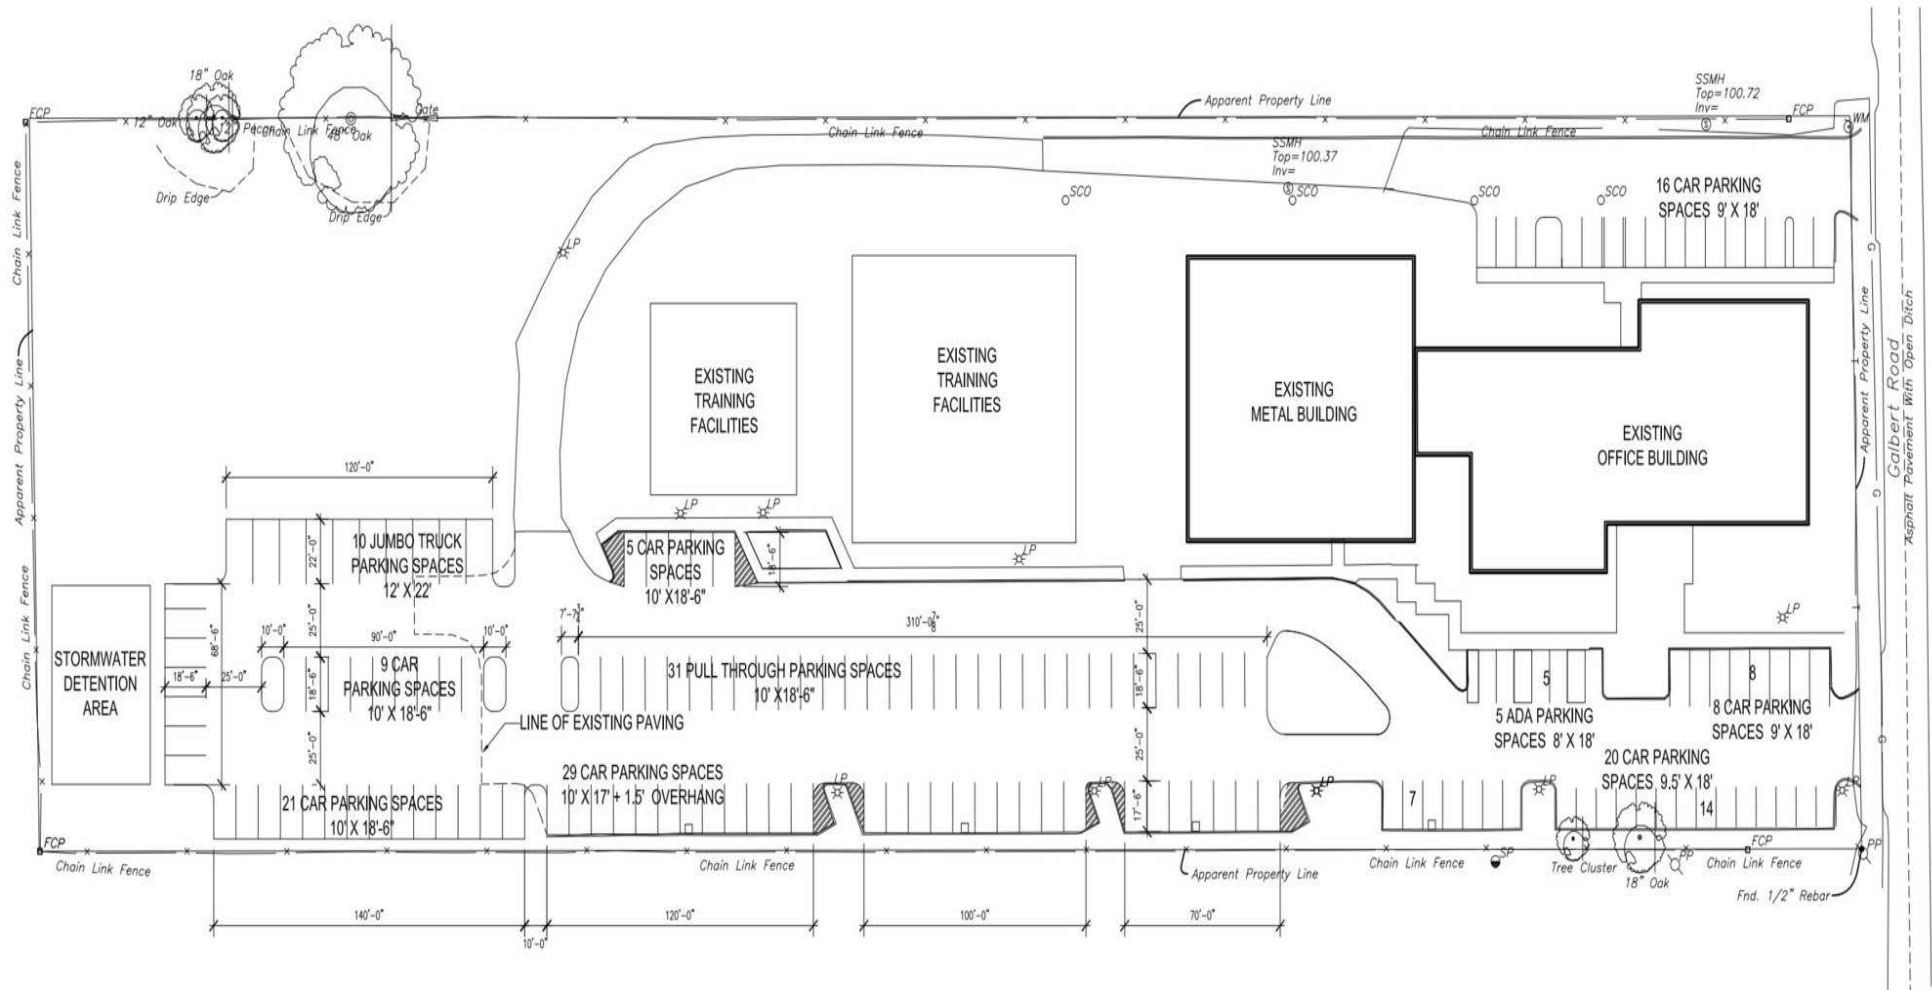 18" Oak
FCP
12" Oak
Pecan
Chain Link Fence
48" Oak
Gate
Drip Edge
Drip Edge
Apparent Property Line
Chain Link Fence
SSMH
Top=100.37
Inv=
Chain Link Fence
SSMH
Top=100.72
Inv=
FCP
WM
SCO
SCO
SCO
SCO
16 CAR PARKING
SPACES 9' X 18'
G
Chain Link Fence
LP
Apparent Property Line
Chain Link Fence
EXISTING
TRAINING
FACILITIES
EXISTING
TRAINING
FACILITIES
EXISTING
METAL BUILDING
EXISTING
OFFICE BUILDING
T
Apparent Property Line
Galbert Road
Asphalt Pavement With Open Ditch
G
120'-0"
LP
LP
LP
22'-0"
10 JUMBO TRUCK
PARKING SPACES
12' X 22'
5 CAR PARKING
SPACES
10' X18'-6"
18'-6"
STORMWATER
DETENTION
AREA
68'-6"
18'-6"
25'-0"
10'-0"
25'-0"
90'-0"
10'-0"
18'-6"
9 CAR
PARKING SPACES
10' X 18'-6"
25'-0"
LINE OF EXISTING PAVING
310'-0 7/8"
31 PULL THROUGH PARKING SPACES
10' X18'-6"
25'-0"
18'-6"
25'-0"
17'-6"
LP
T
5
5 ADA PARKING
SPACES 8' X 18'
8
8 CAR PARKING
SPACES 9' X 18'
G
21 CAR PARKING SPACES
10' X 18'-6"
29 CAR PARKING SPACES
10' X 17' + 1.5' OVERHANG
LP
LP
LP
7
LP
20 CAR PARKING
SPACES 9.5' X 18'
14
LP
FCP
Chain Link Fence
Chain Link Fence
Apparent Property Line
Chain Link Fence
SP
Tree Cluster
18" Oak
PP
FCP
Chain Link Fence
PP
Fnd. 1/2" Rebar
140'-0"
10'-0"
120'-0"
100'-0"
70'-0"